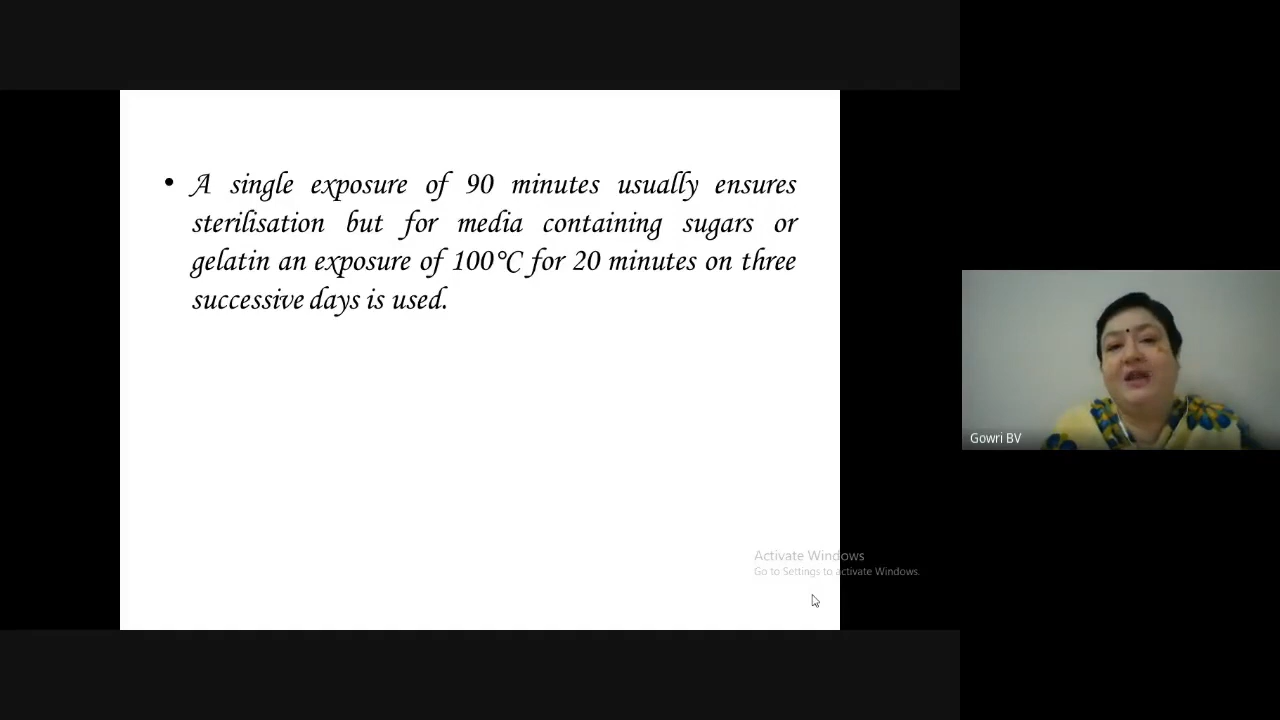 • A single exposure of 90 minutes usually ensures
sterilisation but for media containing sugars or
gelatin an exposure of 100°C for 20 minutes on three
successive days is used.
Gowri BV
Activate Windows
Go to Settings to activate Windows.